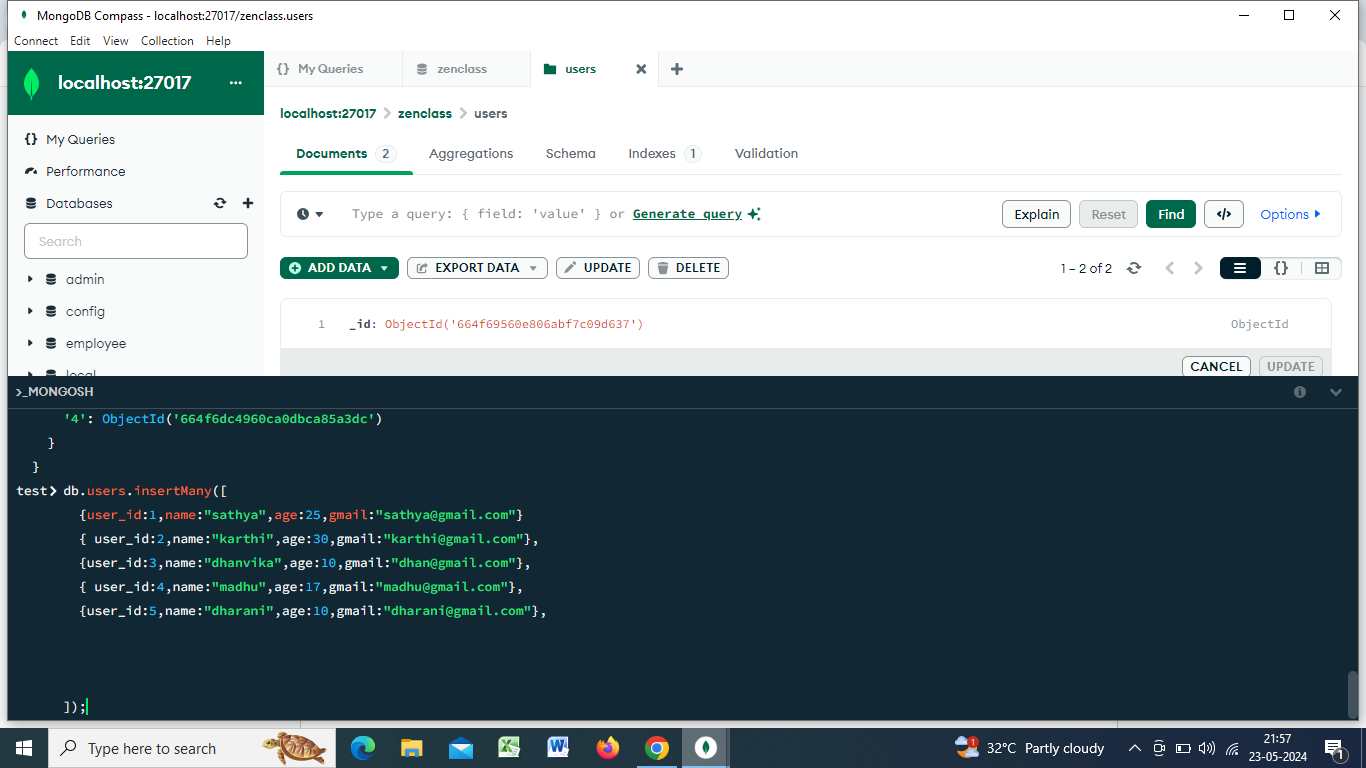 MongoDB Compass - localhost:27017/zenclass.users
Connect Edit View Collection Help
localhost:27017 ...
{} My Queries
zenclass
users
localhost:27017 > zenclass > users
My Queries
Performance
Databases
Search
admin
config
employee
local
Documents 2 Aggregations Schema Indexes 1 Validation
Type a query: { field: 'value' } or Generate query
Explain Reset Find </> Options
ADD DATA EXPORT DATA UPDATE DELETE
1 – 2 of 2
{}
1 _id: ObjectId('664f69560e806abf7c09d637') ObjectId
CANCEL UPDATE
>_MONGOSH
'4': ObjectId('664f6dc4960ca0dbca85a3dc')
}
}
test> db.users.insertMany([
{user_id:1,name:"sathya",age:25,gmail:"sathya@gmail.com"}
{ user_id:2,name:"karthi",age:30,gmail:"karthi@gmail.com"},
{user_id:3,name:"dhanvika",age:10,gmail:"dhan@gmail.com"},
{ user_id:4,name:"madhu",age:17,gmail:"madhu@gmail.com"},
{user_id:5,name:"dharani",age:10,gmail:"dharani@gmail.com"},
]);
Type here to search
1
32°C Partly cloudy
21:57
23-05-2024
1